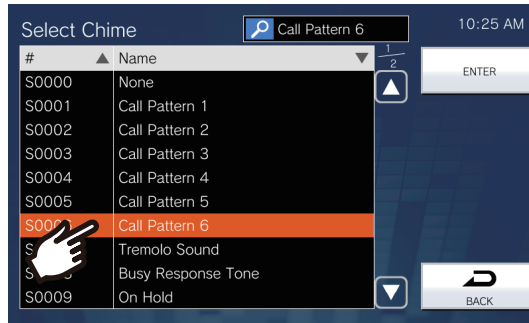 Select Chime
Call Pattern 6
10:25 AM
# Name
1
2
ENTER
S0000 None
S0001 Call Pattern 1
S0002 Call Pattern 2
S0003 Call Pattern 3
S0004 Call Pattern 4
S0005 Call Pattern 5
Call Pattern 6
Tremolo Sound
Busy Response Tone
S0009 On Hold
BACK